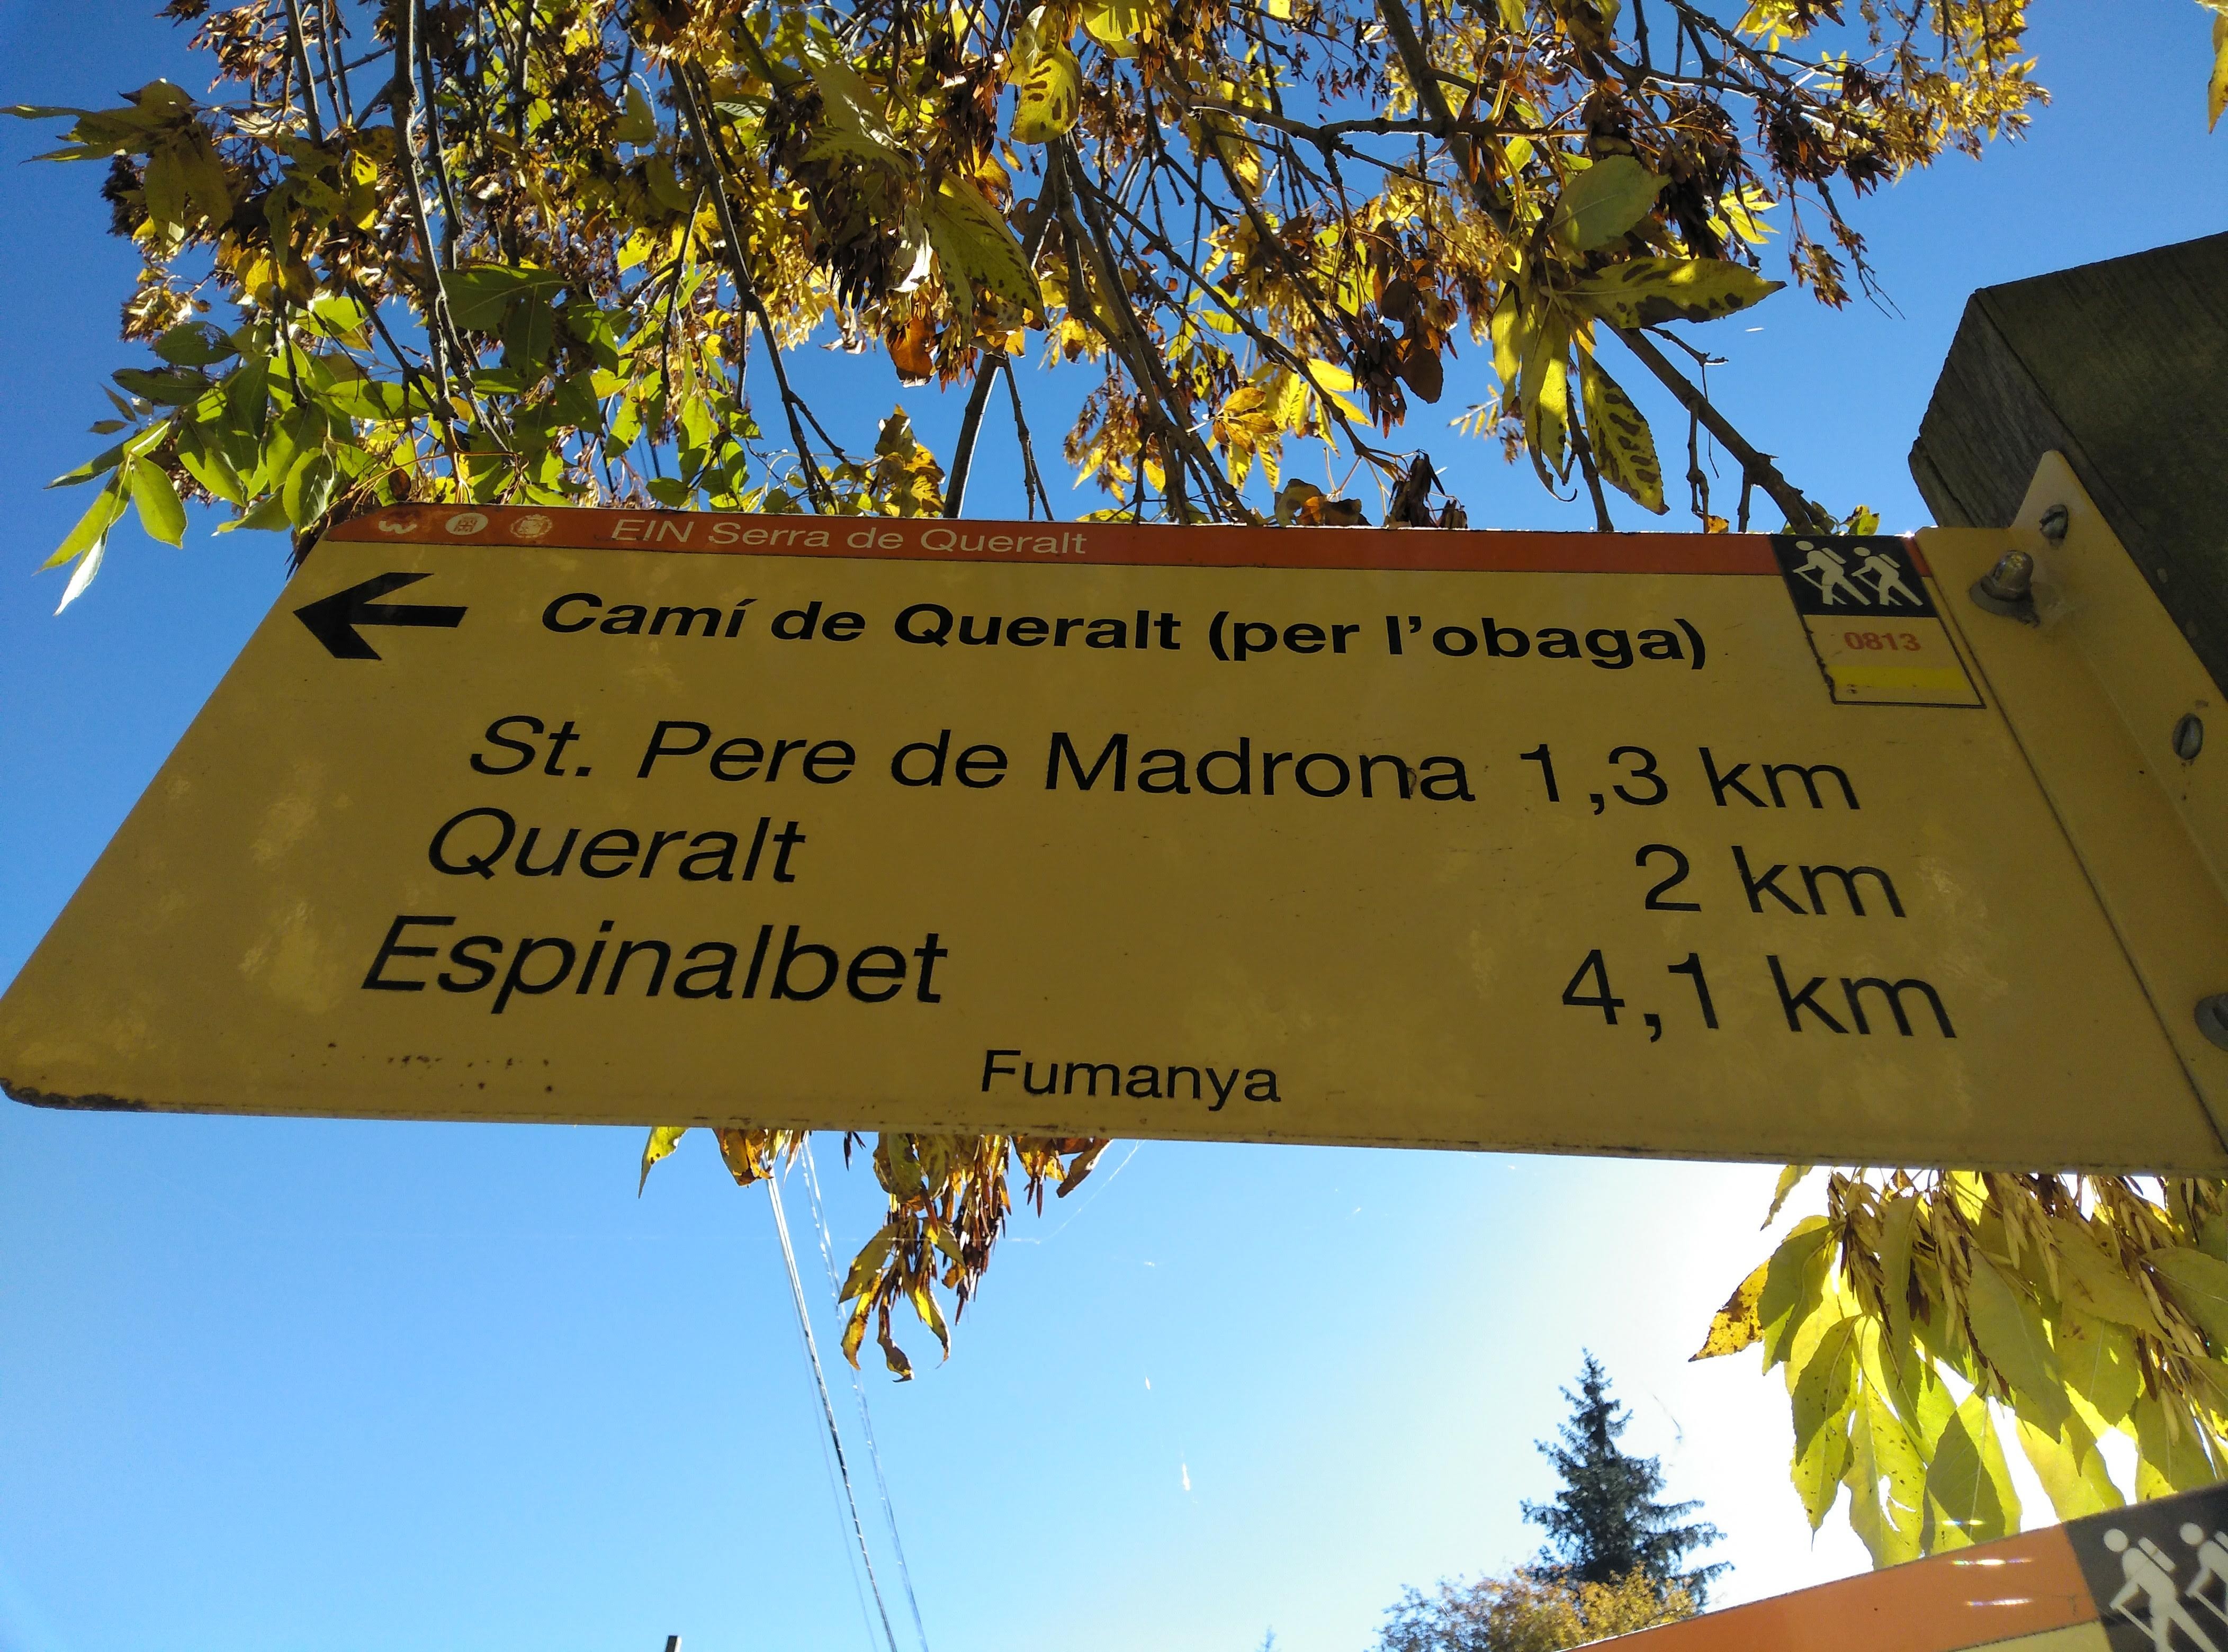 EIN Serra de Queralt
Camí de Queralt (per l'obaga)
0813
St. Pere de Madrona 1,3 km
Queralt 2 km
Espinalbet 4,1 km
Fumanya